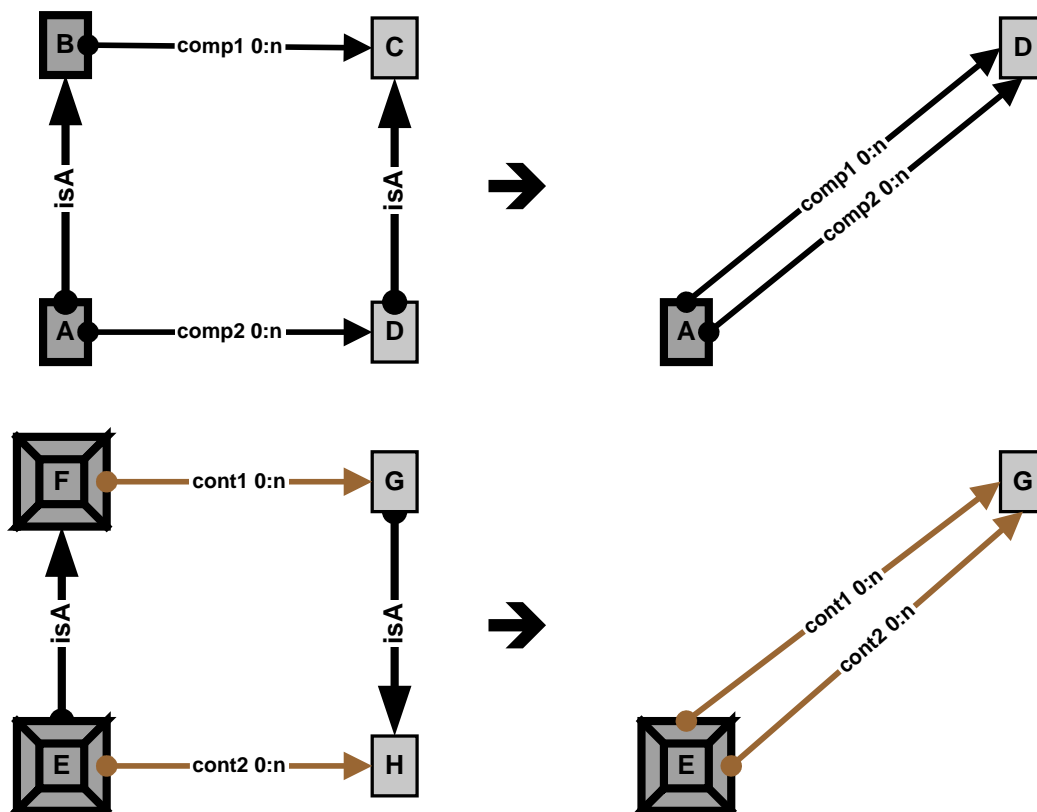 B comp1 0:n C D
isA isA
comp1 0:n
comp2 0:n
A comp2 0:n D A
F cont1 0:n G G
isA isA
cont1 0:n
cont2 0:n
E cont2 0:n H E